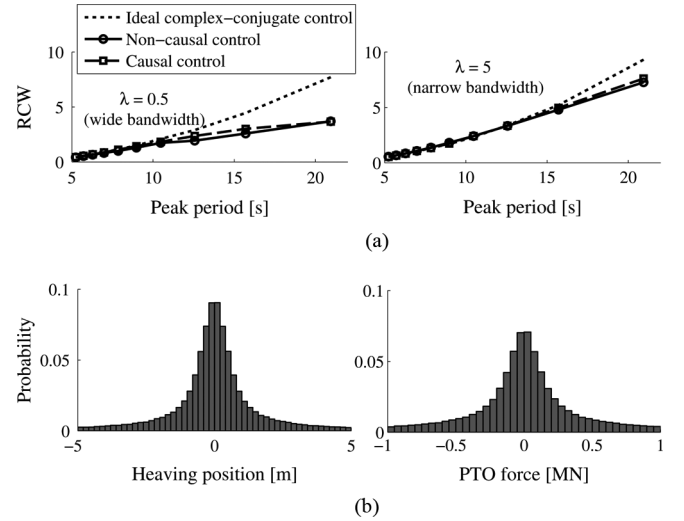 (a)
Ideal complex−conjugate control
Non−causal control
Causal control
RCW
10
5
0
λ = 0.5
(wide bandwidth)
5 10 15 20
Peak period [s]
10
5
0
λ = 5
(narrow bandwidth)
5 10 15 20
Peak period [s]
(a)
(b)
Probability
0.1
0.05
0
−5 0 5
Heaving position [m]
0.1
0.05
0
−1 −0.5 0 0.5 1
PTO force [MN]
(b)